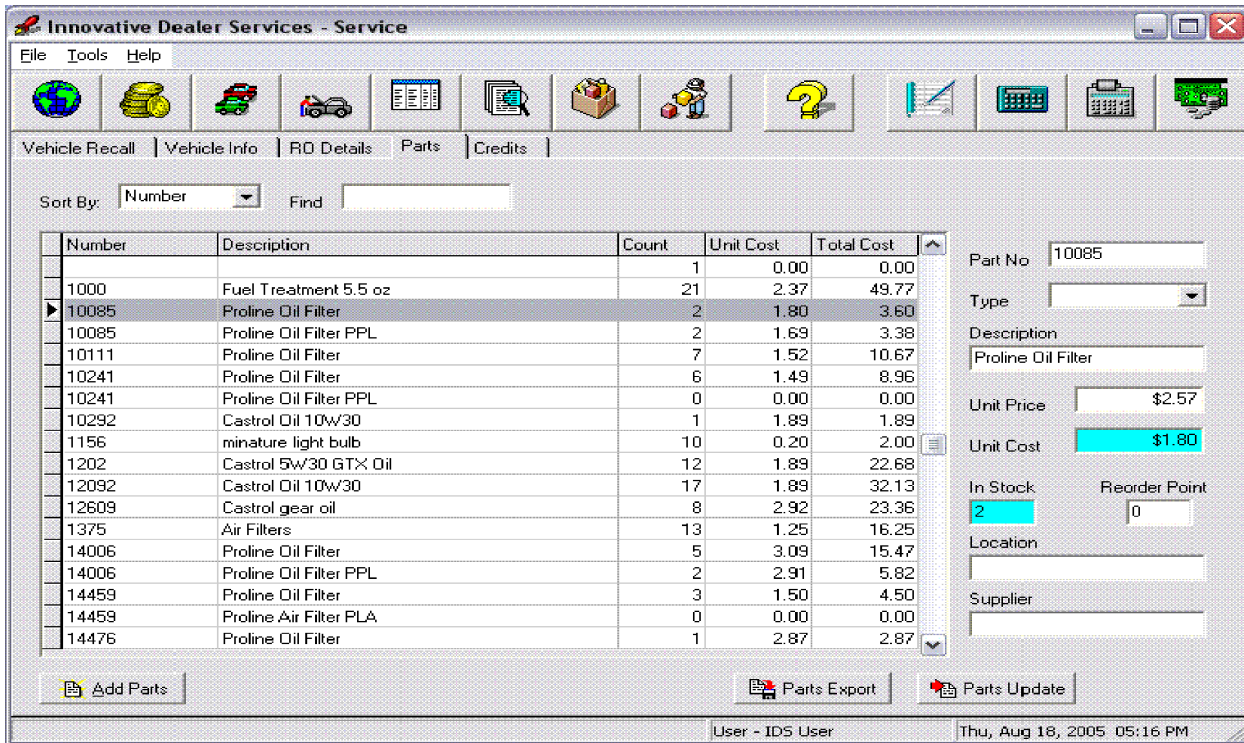 Innovative Dealer Services - Service
File Tools Help
Vehicle Recall Vehicle Info RO Details Parts Credits
Sort By: Number Find
Number Description Count Unit Cost Total Cost
1 0.00 0.00
1000 Fuel Treatment 5.5 oz 21 2.37 49.77
10085 Proline Oil Filter 2 1.80 3.60
10085 Proline Oil Filter PPL 2 1.69 3.38
10111 Proline Oil Filter 7 1.52 10.67
10241 Proline Oil Filter 6 1.49 8.96
10241 Proline Oil Filter PPL 0 0.00 0.00
10292 Castrol Oil 10W30 1 1.89 1.89
1156 minature light bulb 10 0.20 2.00
1202 Castrol 5W30 GTX Oil 12 1.89 22.68
12092 Castrol Oil 10W30 17 1.89 32.13
12609 Castrol gear oil 8 2.92 23.36
1375 Air Filters 13 1.25 16.25
14006 Proline Oil Filter 5 3.09 15.47
14006 Proline Oil Filter PPL 2 2.91 5.82
14459 Proline Oil Filter 3 1.50 4.50
14459 Proline Air Filter PLA 0 0.00 0.00
14476 Proline Oil Filter 1 2.87 2.87
Part No 10085
Type
Description
Proline Oil Filter
Unit Price $2.57
Unit Cost $1.80
In Stock Reorder Point
2 0
Location
Supplier
Add Parts Parts Export Parts Update
User - IDS User Thu, Aug 18, 2005 05:16 PM